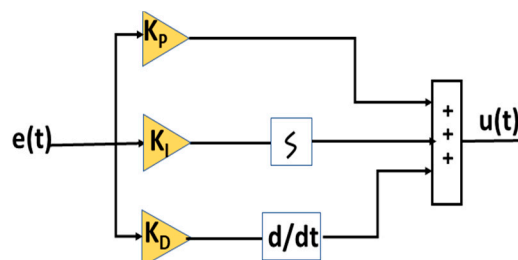 K_P
e(t) K_I ∫ + + + u(t)
K_D d/dt